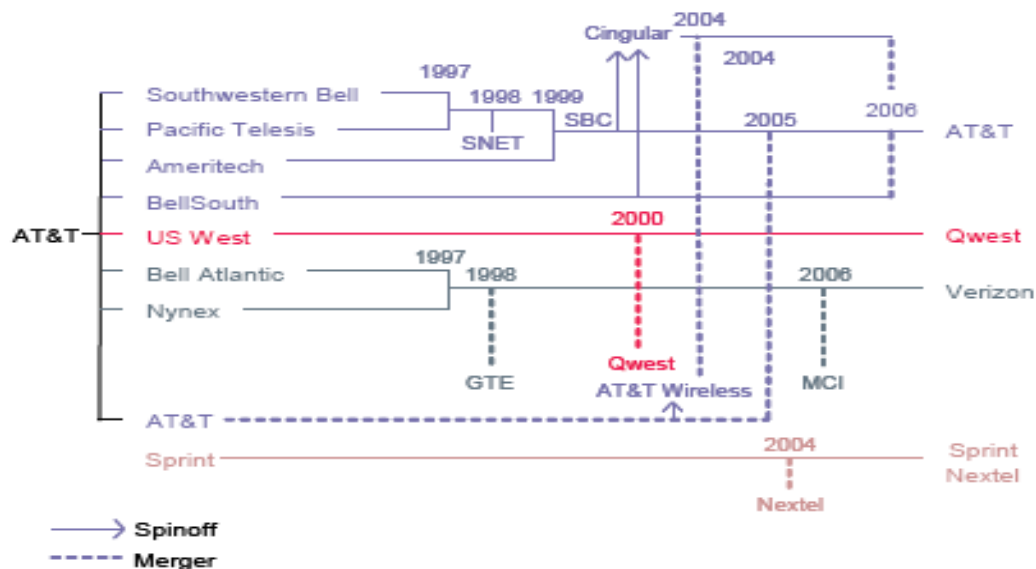 2004
Cingular
2004
1997
Southwestern Bell
1998
1999
2006
SBC
2005
Pacific Telesis
AT&T
SNET
Ameritech
BellSouth
2000
AT&T
US West
Qwest
1997
Bell Atlantic
1998
2006
Verizon
Nynex
Qwest
GTE
AT&T Wireless
MCI
AT&T
2004
Sprint
Sprint
Nextel
Nextel
Spinoff
Merger